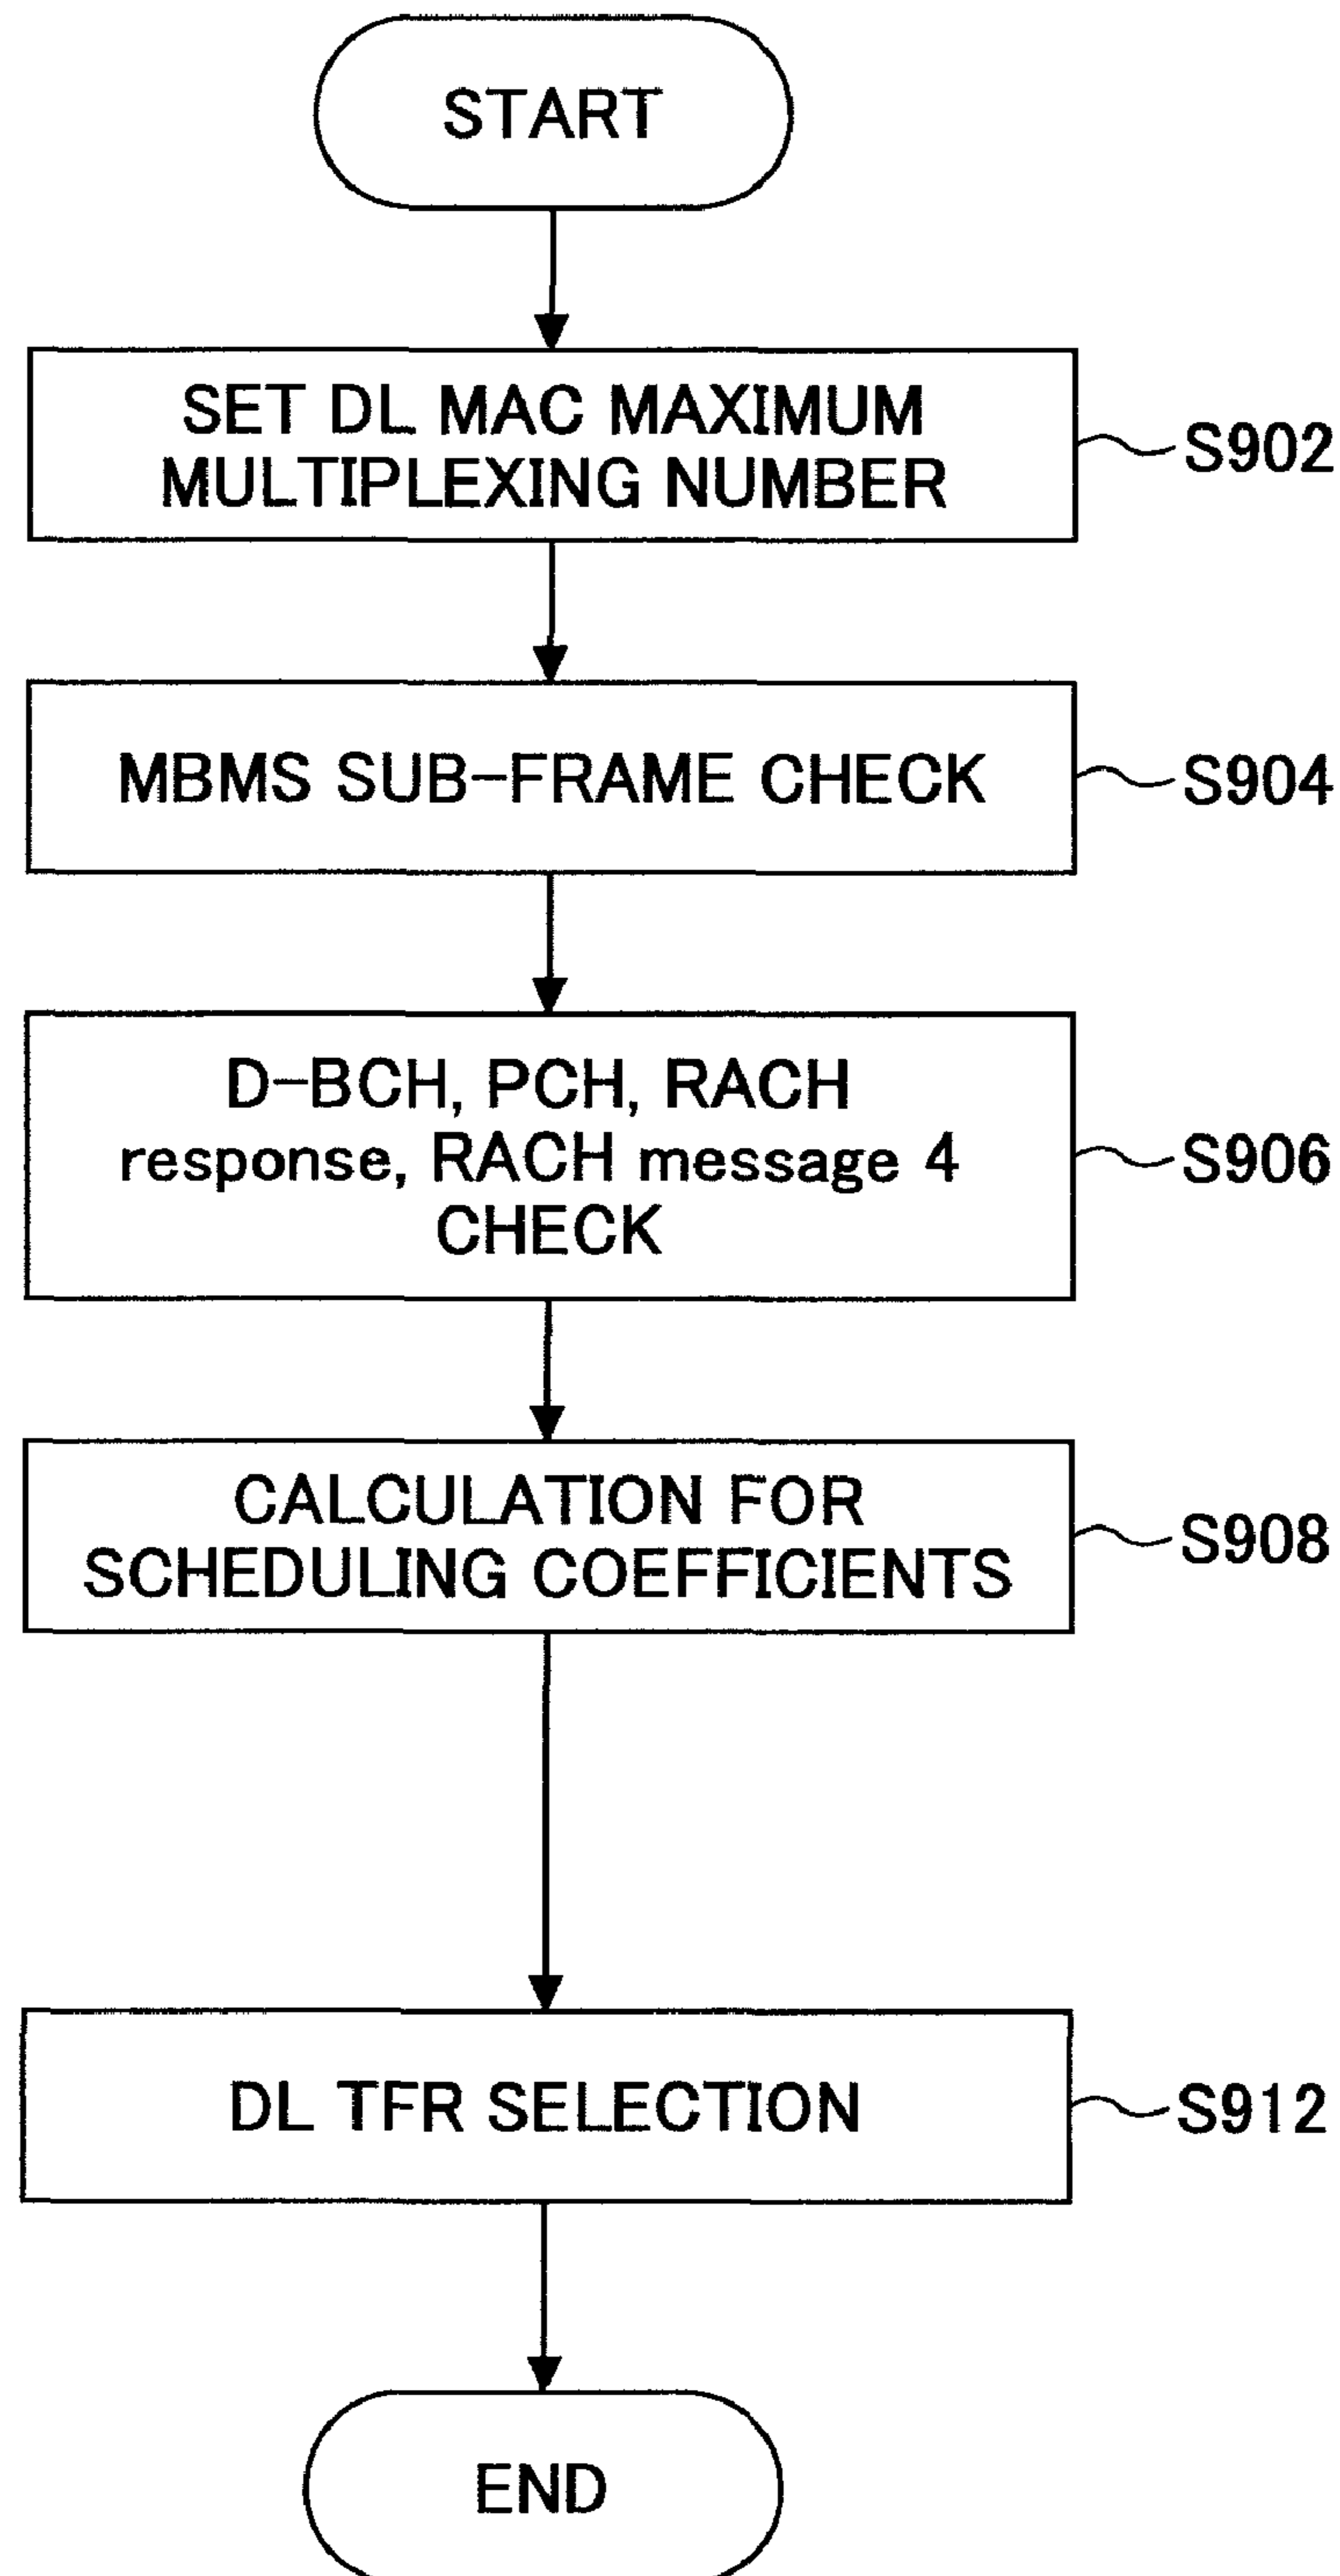 START
SET DL MAC MAXIMUM
MULTIPLEXING NUMBER
S902
MBMS SUB-FRAME CHECK
S904
D-BCH, PCH, RACH
response, RACH message 4
CHECK
S906
CALCULATION FOR
SCHEDULING COEFFICIENTS
S908
DL TFR SELECTION
S912
END